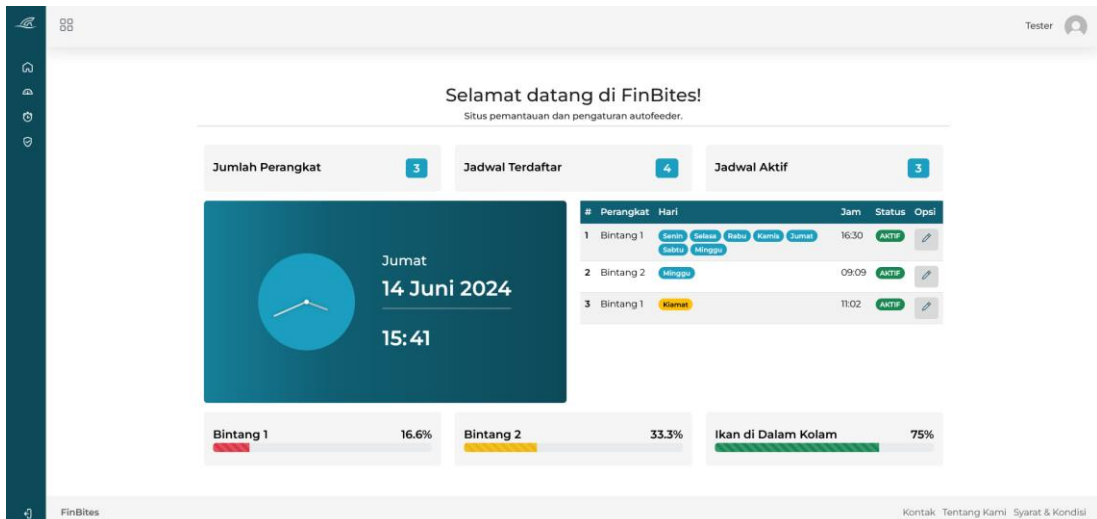 Tester
Selamat datang di FinBites!
Situs pemantauan dan pengaturan autofeeder.
Jumlah Perangkat 3
Jadwal Terdaftar 4
Jadwal Aktif 3
Jumat
14 Juni 2024
15:41
# Perangkat Hari Jam Status Opsi
1 Bintang 1 Senin Selasa Rabu Kamis Jumat 16:30 AKTIF
Sabtu Minggu
2 Bintang 2 Minggu 09:09 AKTIF
3 Bintang 1 Kiamat 11:02 AKTIF
Bintang 1 16.6%
Bintang 2 33.3%
Ikan di Dalam Kolam 75%
FinBites
Kontak Tentang Kami Syarat & Kondisi